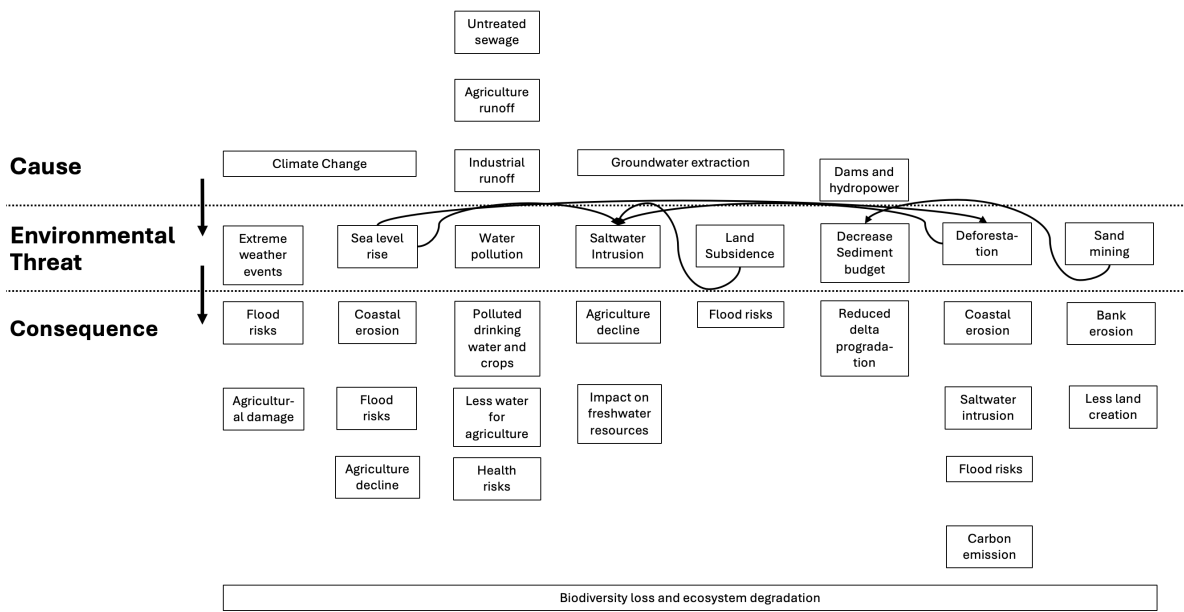 Untreated
sewage
Agriculture
runoff
Cause
Climate Change
Industrial
runoff
Groundwater extraction
Dams and
hydropower
Environmental
Threat
Extreme
weather
events
Sea level
rise
Water
pollution
Saltwater
Intrusion
Land
Subsidence
Decrease
Sediment
budget
Deforesta-
tion
Sand
mining
Consequence
Flood
risks
Coastal
erosion
Polluted
drinking
water and
crops
Agriculture
decline
Flood risks
Reduced
delta
prograda-
tion
Coastal
erosion
Bank
erosion
Agricultur-
al damage
Flood
risks
Less water
for
agriculture
Impact on
freshwater
resources
Saltwater
intrusion
Less land
creation
Agriculture
decline
Health
risks
Flood risks
Carbon
emission
Biodiversity loss and ecosystem degradation